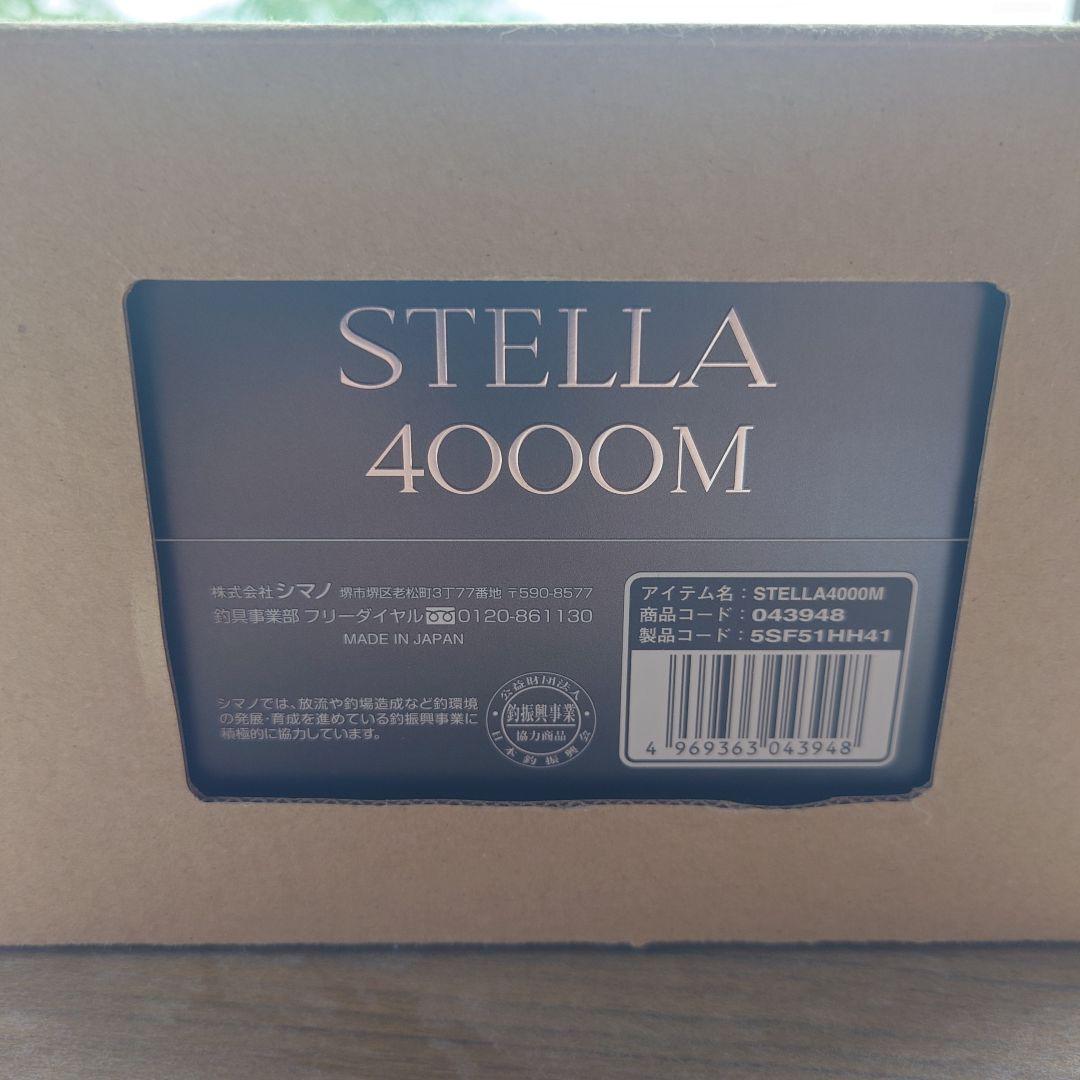 STELLA
4000M
株式会社シマノ 堺市堺区老松町3丁77番地 〒590-8577
釣具事業部 フリーダイヤル 0120-861130
MADE IN JAPAN
シマノでは、放流や釣場造成など釣環境
の発展・育成を進めている釣振興事業に
積極的に協力しています。
公益財団法人
釣振興事業
協力商品
日本釣振興会
アイテム名：STELLA4000M
商品コード：043948
製品コード：5SF51HH41
4 969363 043948